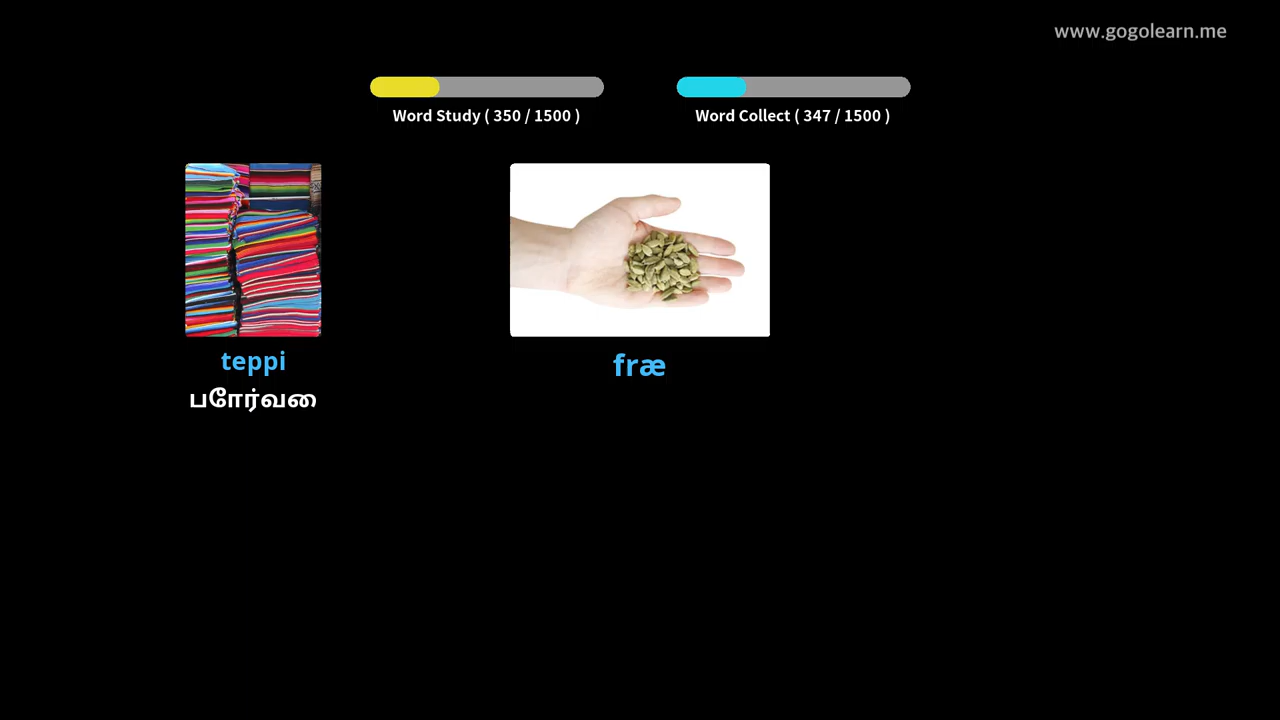 www.gogolearn.me
Word Study ( 350 / 1500 )
Word Collect ( 347 / 1500 )
teppi
போர்வை
fræ